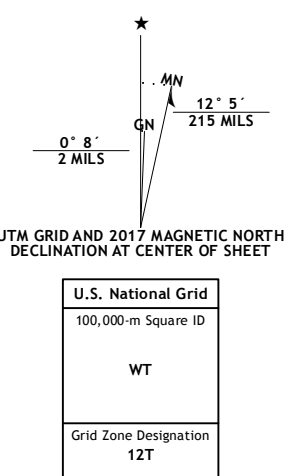 ★
MN
12° 5´
215 MILS
GN
0° 8´
2 MILS
UTM GRID AND 2017 MAGNETIC NORTH
DECLINATION AT CENTER OF SHEET
U.S. National Grid
100,000-m Square ID
WT
Grid Zone Designation
12T